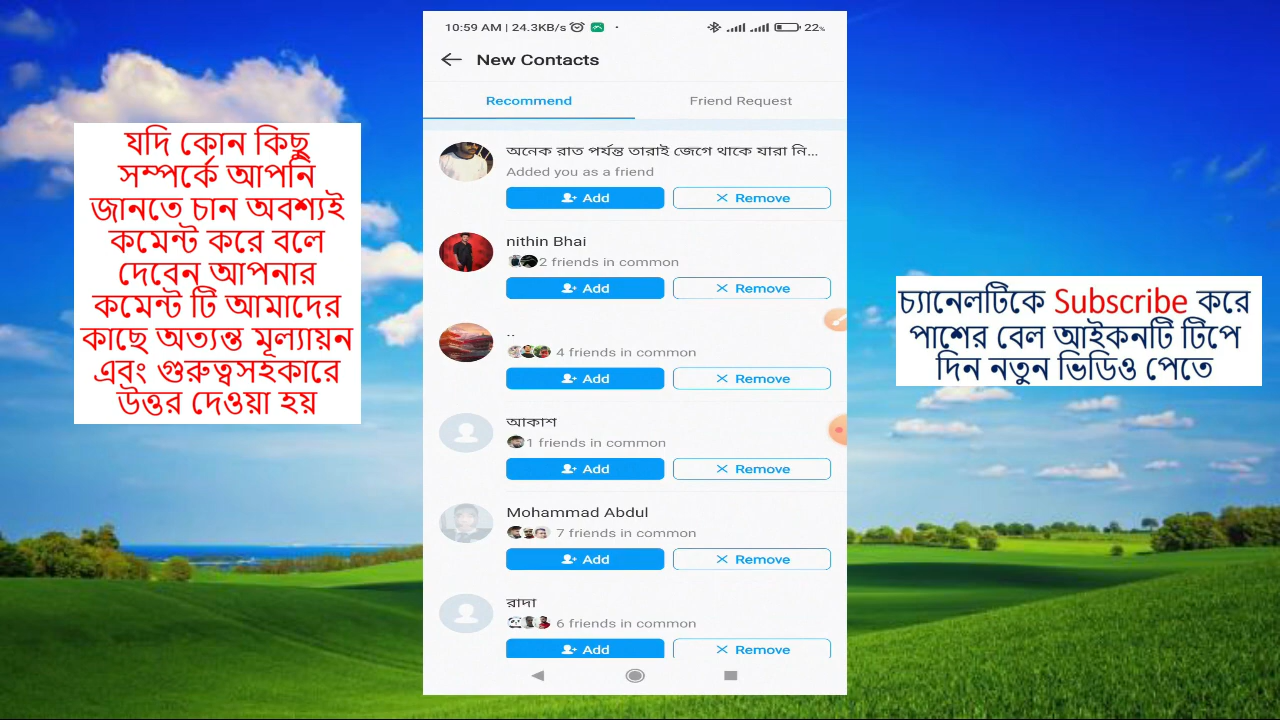 যদি কোন কিছু
সম্পর্কে আপনি
জানতে চান অবশ্যই
কমেন্ট করে বলে
দেবেন আপনার
কমেন্ট টি আমাদের
কাছে অত্যন্ত মূল্যায়ন
এবং গুরুত্বসহকারে
উত্তর দেওয়া হয়
10:59 AM | 24.3KB/s 22%
New Contacts
Recommend Friend Request
অনেক রাত পর্যন্ত তারাই জেগে থাকে যারা নি...
Added you as a friend
Add Remove
nithin Bhai
2 friends in common
Add Remove
..
4 friends in common
Add Remove
আকাশ
1 friends in common
Add Remove
Mohammad Abdul
7 friends in common
Add Remove
রাদা
6 friends in common
Add Remove
চ্যানেলটিকে Subscribe করে
পাশের বেল আইকনটি টিপে
দিন নতুন ভিডিও পেতে